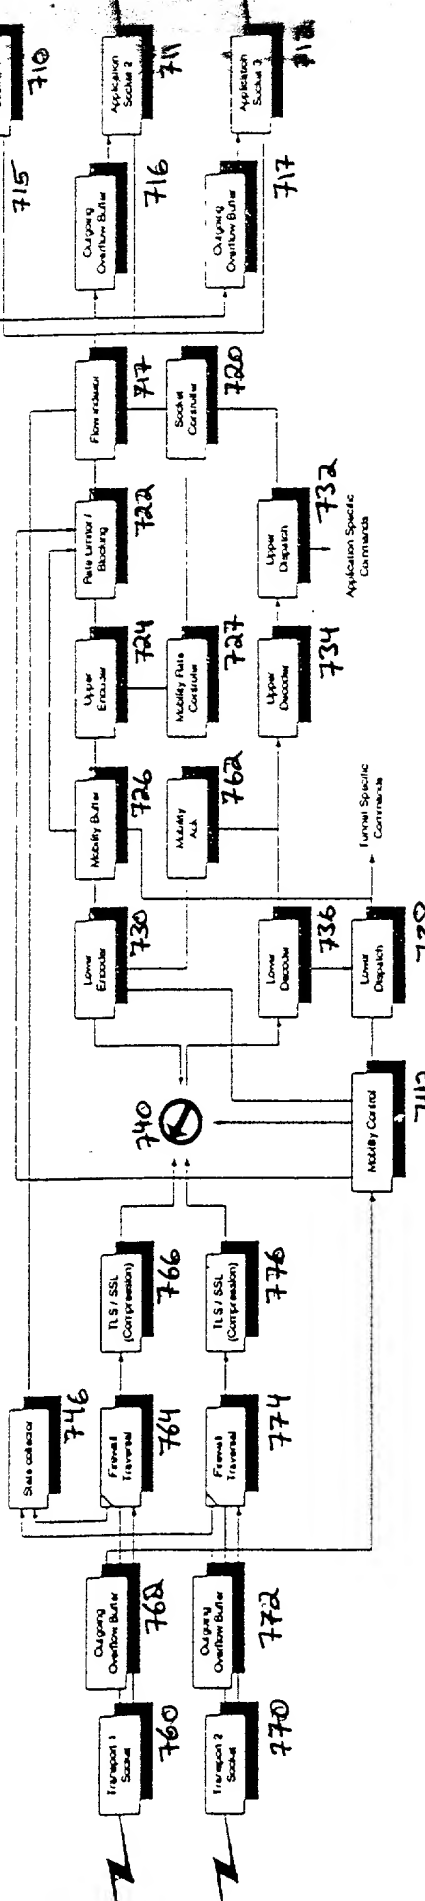 710
715
Application
Socket 2
711
Application
Socket 3
Outgoing
Overflow Buffer
716
Outgoing
Overflow Buffer
717
Flow indicator
717
Socket
Controller
720
Rate Limitor /
Blocking
722
Upper
Dispatch
732
Application Specific
Commands
Upper
Encoder
724
Mobility Rate
Controller
727
Upper
Decoder
734
Mobility Buffer
726
Mobility
Ack
762
Tunnel Specific
Commands
Lower
Encoder
730
Lower
Decoder
736
Lower
Dispatch
740
Mobility Control
TLS / SSL
(Compression)
766
TLS / SSL
(Compression)
776
State collector
746
Firewall
Traversal
764
Firewall
Traversal
774
Outgoing
Overflow Buffer
762
Outgoing
Overflow Buffer
772
Transport 1
Socket
760
Transport 2
Socket
770